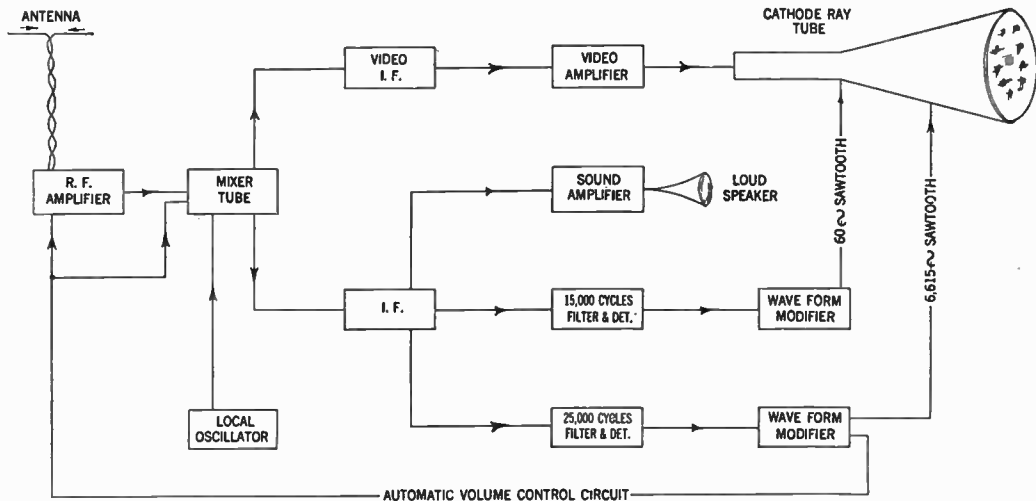 ANTENNA
CATHODE RAY
TUBE
VIDEO
I. F.
VIDEO
AMPLIFIER
R. F.
AMPLIFIER
MIXER
TUBE
SOUND
AMPLIFIER
LOUD
SPEAKER
60~ SAWTOOTH
6,615~ SAWTOOTH
I. F.
15,000 CYCLES
FILTER & DET.
WAVE FORM
MODIFIER
LOCAL
OSCILLATOR
25,000 CYCLES
FILTER & DET.
WAVE FORM
MODIFIER
AUTOMATIC VOLUME CONTROL CIRCUIT